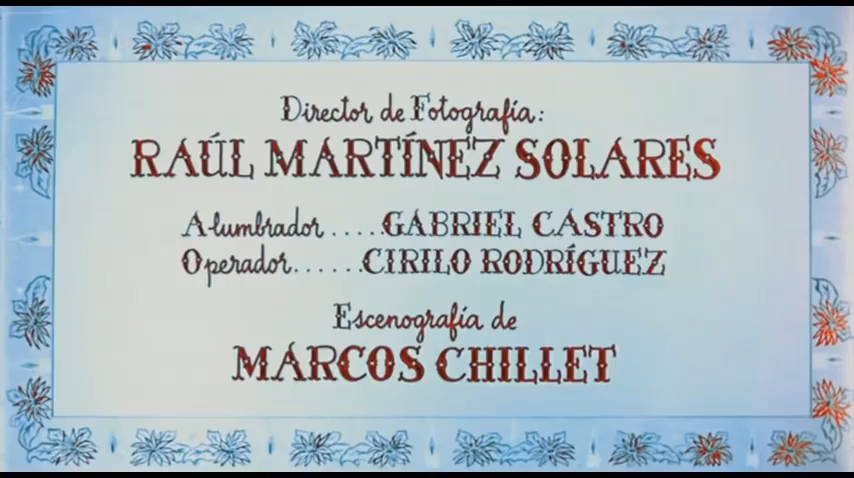 Director de Fotografía:
RAÚL MARTÍNEZ SOLARES
Alumbrador.....GABRIEL CASTRO
Operador......CIRILO RODRÍGUEZ
Escenografía de
MARCOS CHILLET